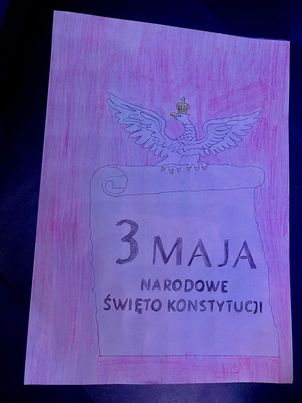 3 MAJA
NARODOWE
ŚWIĘTO KONSTYTUCJI